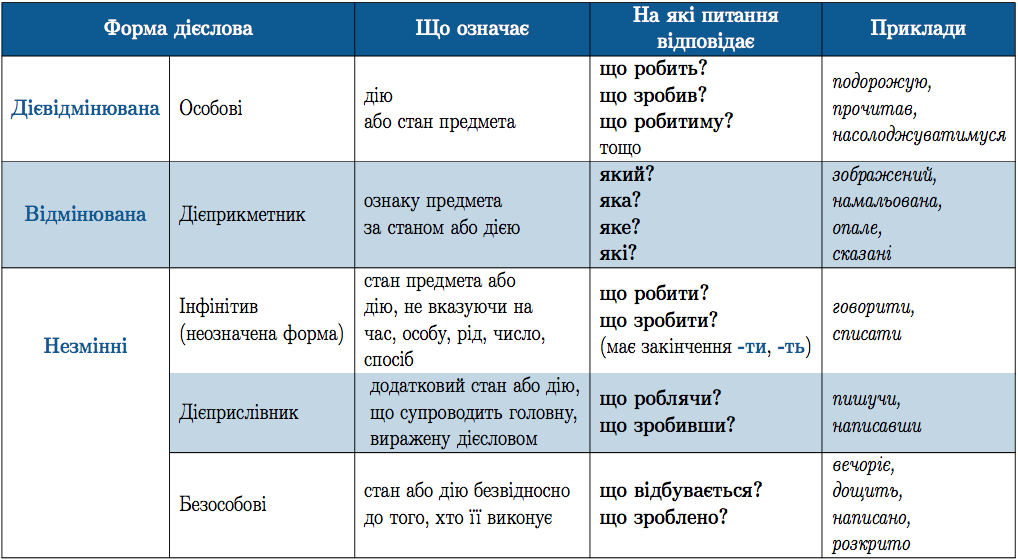 Форма дієслова
Що означає
На які питання
відповідає
Приклади
Дієвідмінювана
Особові
дію
або стан предмета
що робить?
що зробив?
що робитиму?
тощо
подорожую,
прочитав,
насолоджуватимуся
Відмінювана
Дієприкметник
ознаку предмета
за станом або дією
який?
яка?
яке?
які?
зображений,
намальована,
опале,
сказані
Незмінні
Інфінітив
(неозначена форма)
стан предмета або
дію, не вказуючи на
час, особу, рід, число,
спосіб
що робити?
що зробити?
(має закінчення -ти, -ть)
говорити,
списати
Дієприслівник
додатковий стан або дію,
що супроводить головну,
виражену дієсловом
що роблячи?
що зробивши?
пишучи,
написавши
Безособові
стан або дію безвідносно
до того, хто її виконує
що відбувається?
що зроблено?
вечоріє,
дощить,
написано,
розкрито